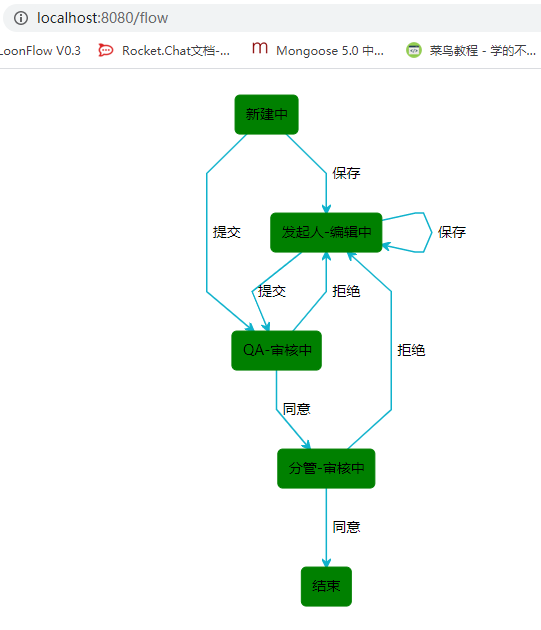 localhost:8080/flow
LoonFlow V0.3
Rocket.Chat文档-...
Mongoose 5.0 中...
菜鸟教程 - 学的不...
新建中
保存
提交
发起人-编辑中
保存
提交
拒绝
QA-审核中
拒绝
同意
分管-审核中
同意
结束